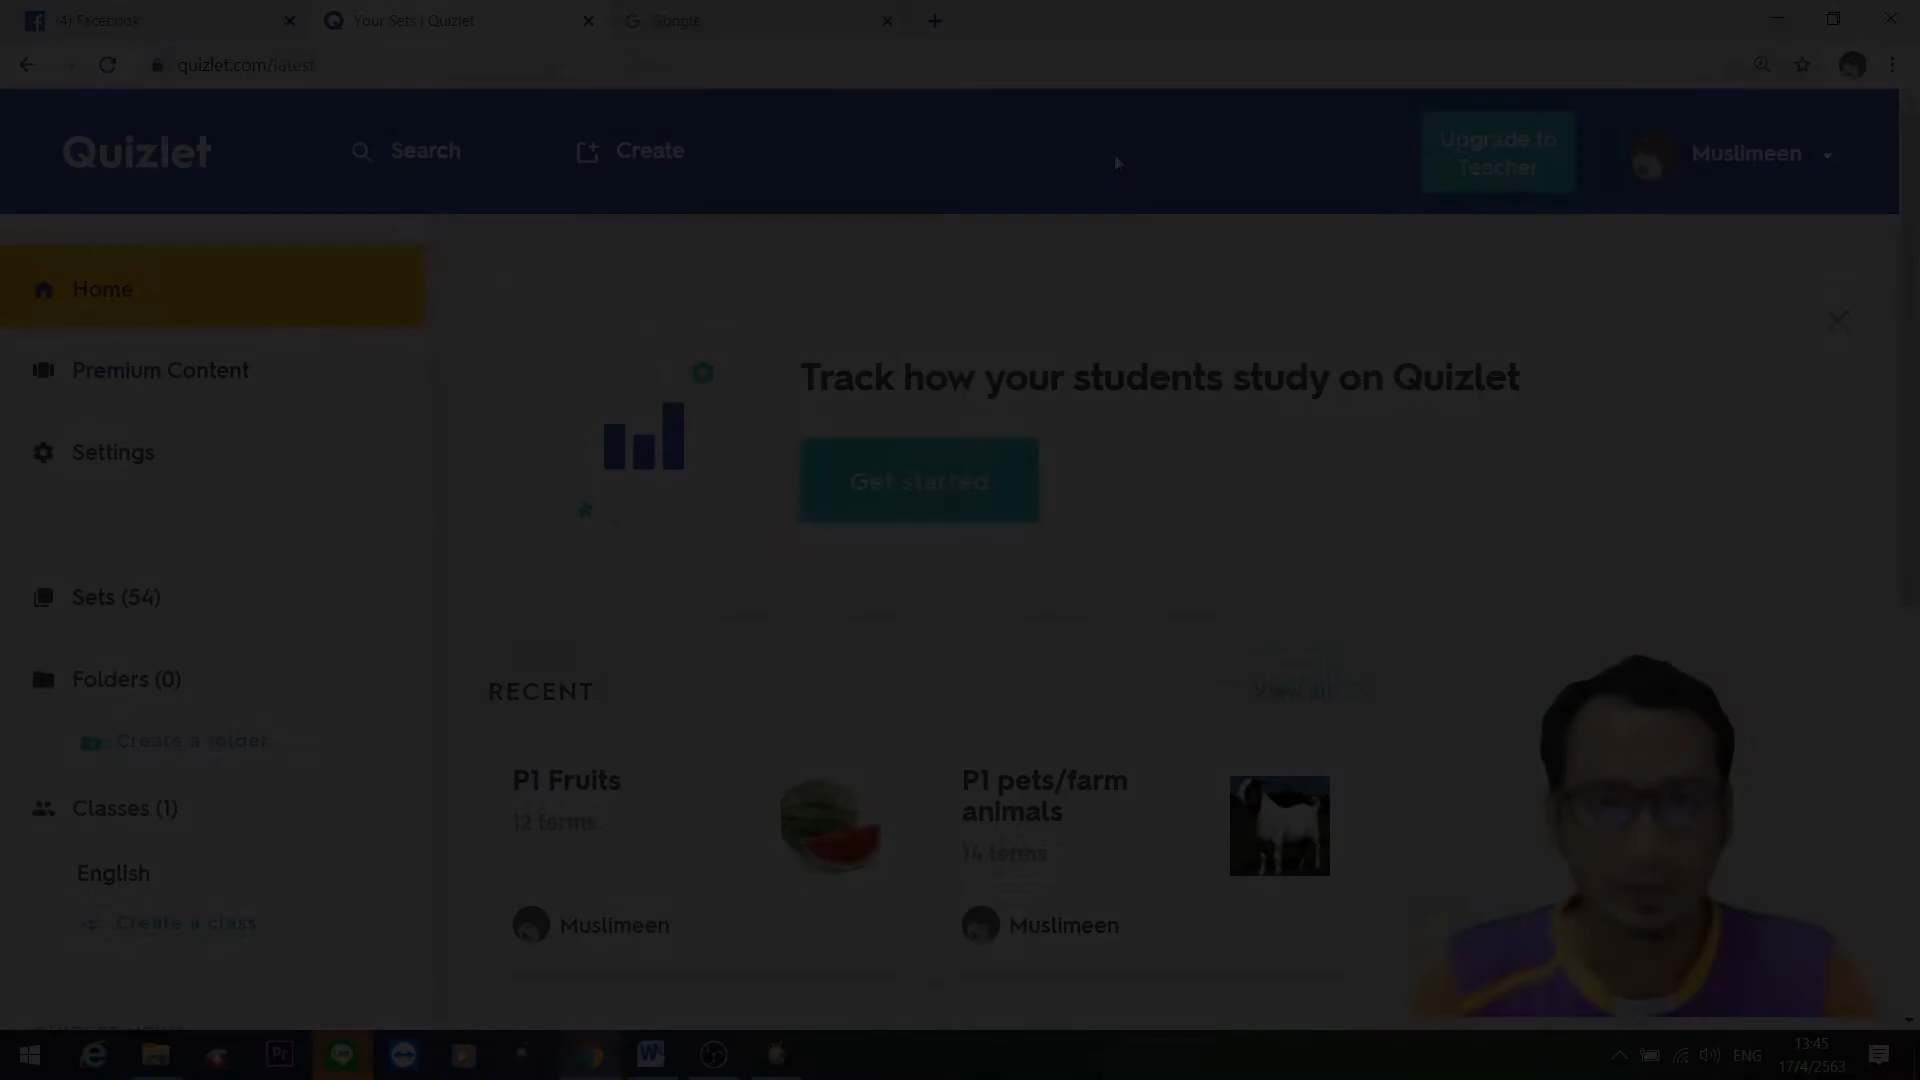 (4) Facebook
Your Sets | Quizlet
Google
quizlet.com/latest
Quizlet
Search
Create
Upgrade to
Teacher
Muslimeen
Home
Premium Content
Settings
Sets (54)
Folders (0)
Create a folder
Classes (1)
English
Create a class
Track how your students study on Quizlet
Get started
RECENT
View all
P1 Fruits
12 terms
Muslimeen
P1 pets/farm
animals
14 terms
Muslimeen
Pr
W
ENG
13:45
17/4/2563